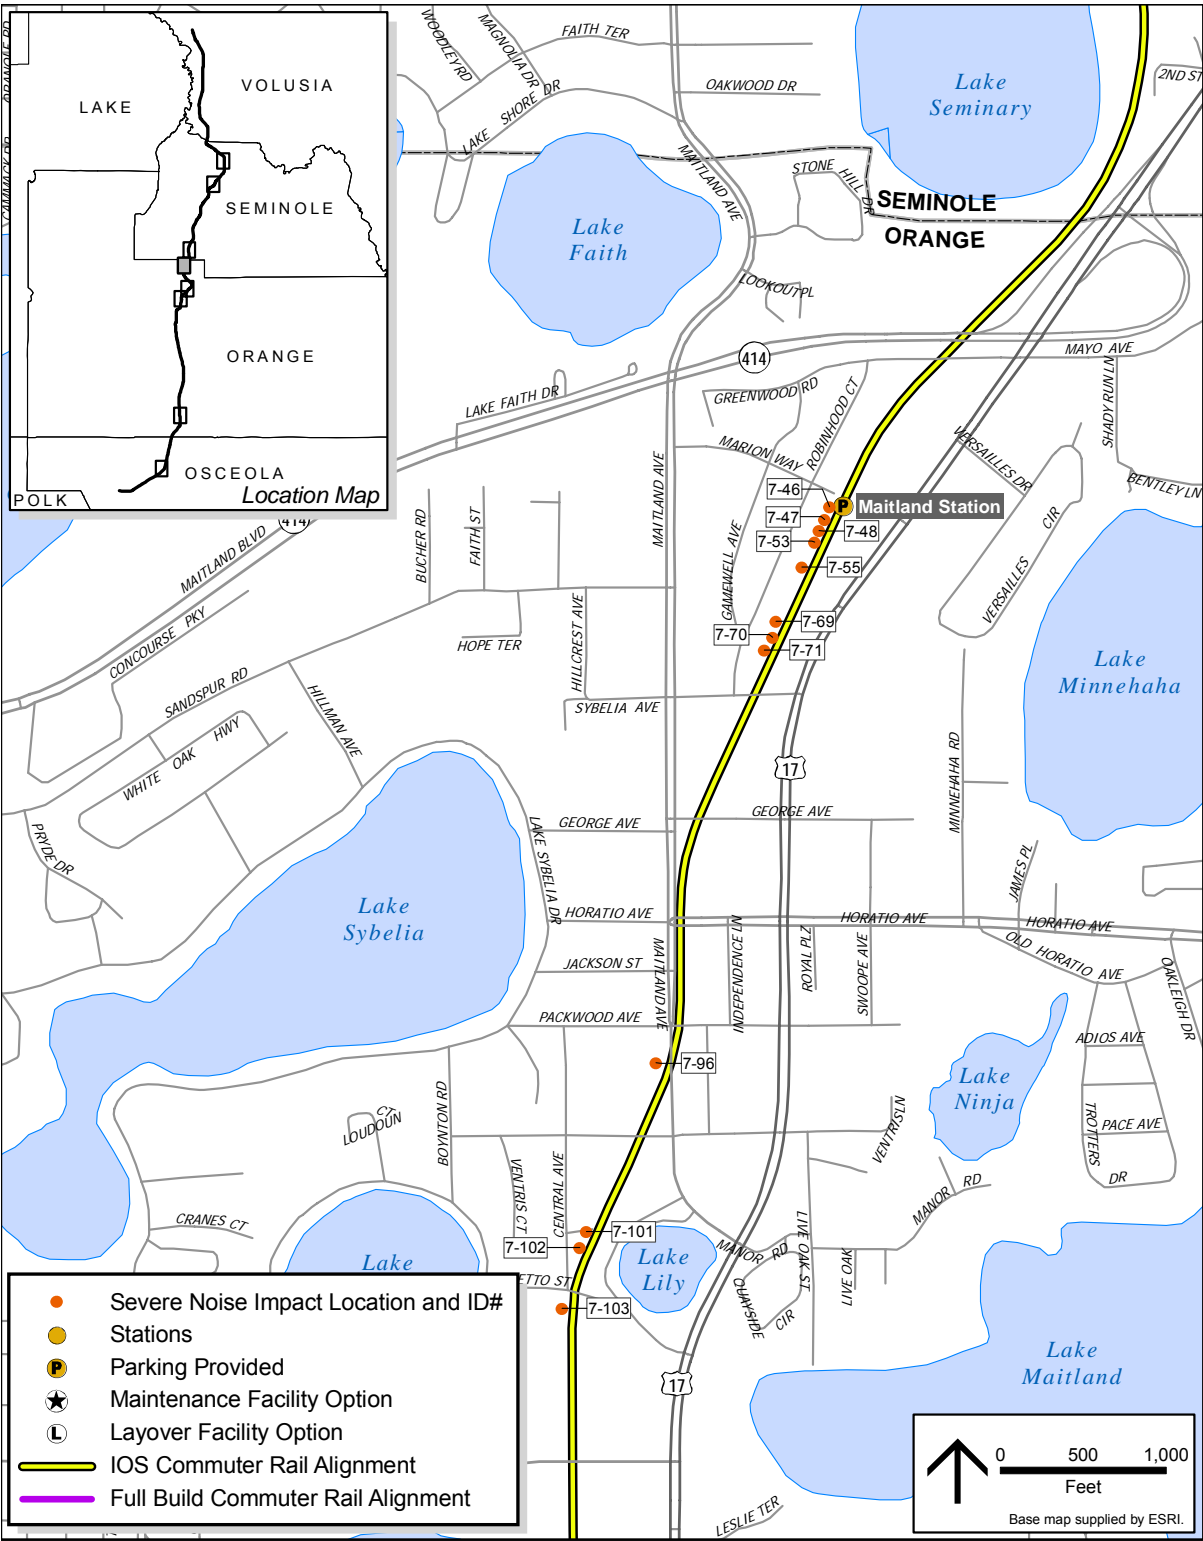 LAKE
VOLUSIA
SEMINOLE
ORANGE
OSCEOLA
POLK
Location Map
WOODLEY RD
MAGNOLIA DR
FAITH TER
LAKE SHORE DR
OAKWOOD DR
Lake
Seminary
2ND ST
MAITLAND AVE
STONE HILL DR
SEMINOLE
ORANGE
Lake
Faith
LOOKOUT PL
414
MAYO AVE
LAKE FAITH DR
GREENWOOD RD
ROBINHOOD CT
SHADY RUN LN
MARION WAY
VERSAILLES DR
BENTLEY LN
MAITLAND AVE
7-46
Maitland Station
P
7-47
7-48
7-53
7-55
414
MAITLAND BLVD
BUCHER RD
FAITH ST
GAMEWELL AVE
VERSAILLES CIR
CONCOURSE PKY
HOPE TER
HILLCREST AVE
7-69
7-70
7-71
Lake
Minnehaha
SANDSPUR RD
HILLMAN AVE
SYBELIA AVE
WHITE OAK HWY
17
MINNEHAHA RD
PRYDE DR
LAKE SYBELIA DR
GEORGE AVE
GEORGE AVE
JAMES PL
Lake
Sybelia
HORATIO AVE
HORATIO AVE
HORATIO AVE
OLD HORATIO AVE
MAITLAND AVE
INDEPENDENCE LN
ROYAL PLZ
SWOOPE AVE
OAKLEIGH DR
JACKSON ST
PACKWOOD AVE
ADIOS AVE
7-96
Lake
Ninja
BOYNTON RD
LOUDOUN CT
VENTRIS LN
TROTTERS DR
PACE AVE
VENTRIS CT
CENTRAL AVE
MANOR RD
CRANES CT
7-101
7-102
MANOR RD
LIVE OAK ST
LIVE OAK
Lake
Lake
Lily
ETTO ST
QUAYSIDE CIR
7-103
Lake
Maitland
17
LESLIE TER
Severe Noise Impact Location and ID#
Stations
P Parking Provided
Maintenance Facility Option
L Layover Facility Option
IOS Commuter Rail Alignment
Full Build Commuter Rail Alignment
0 500 1,000
Feet
Base map supplied by ESRI.